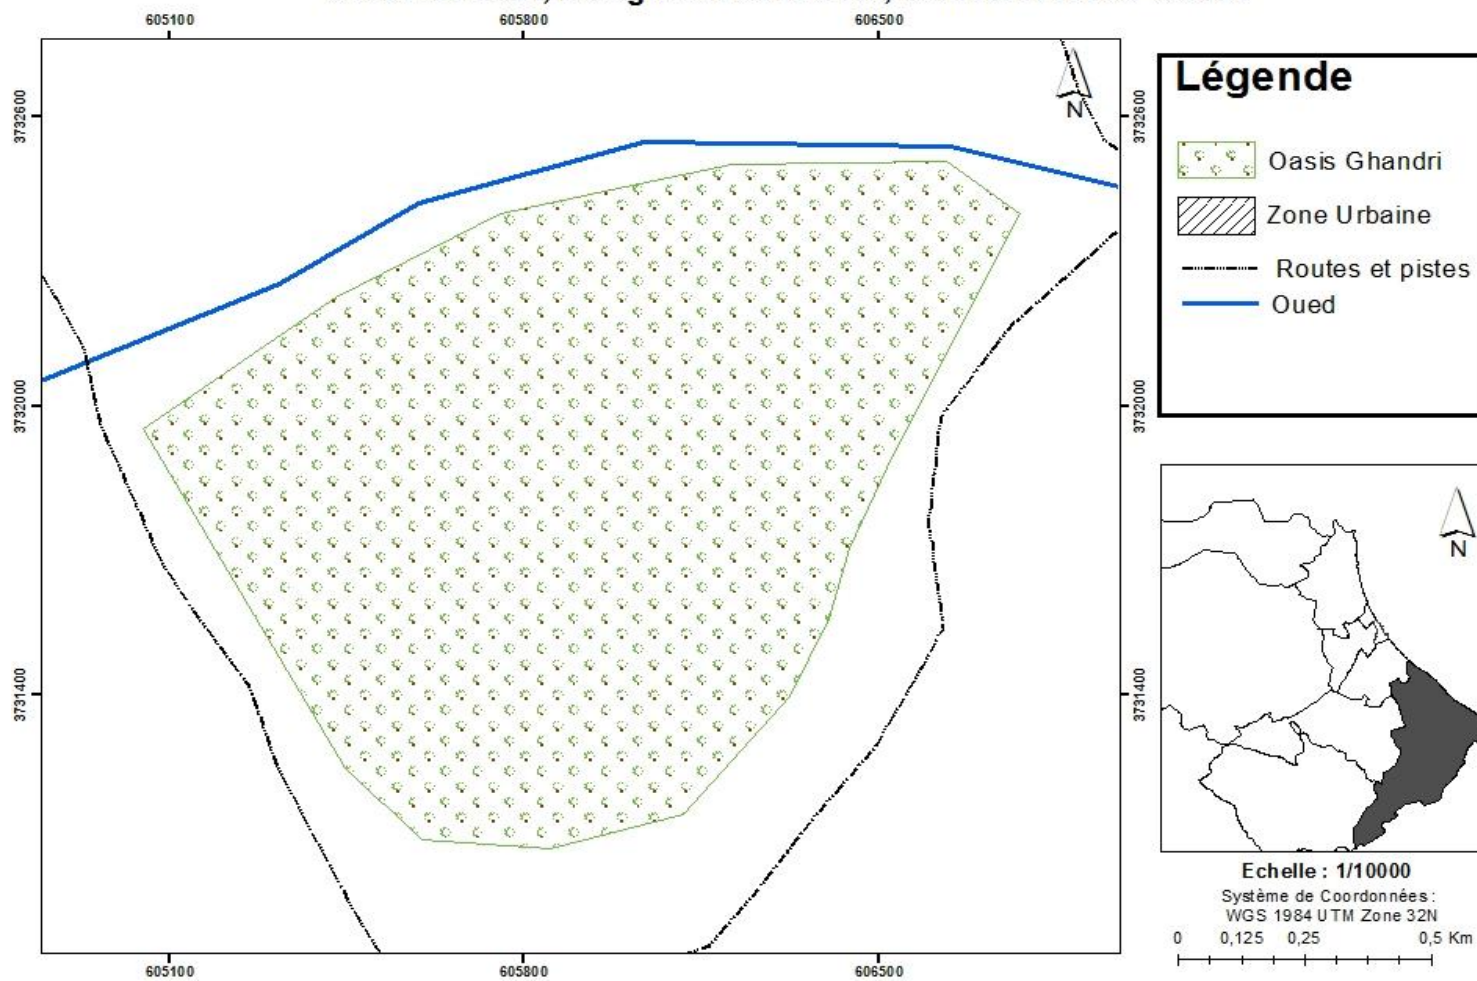 605100
605800
606500
3732600
3732000
3731400
N
3732600
3732000
3731400
605100
605800
606500
Légende
Oasis Ghandri
Zone Urbaine
Routes et pistes
Oued
N
Echelle : 1/10000
Système de Coordonnées :
WGS 1984 UTM Zone 32N
0 0,125 0,25 0,5 Km